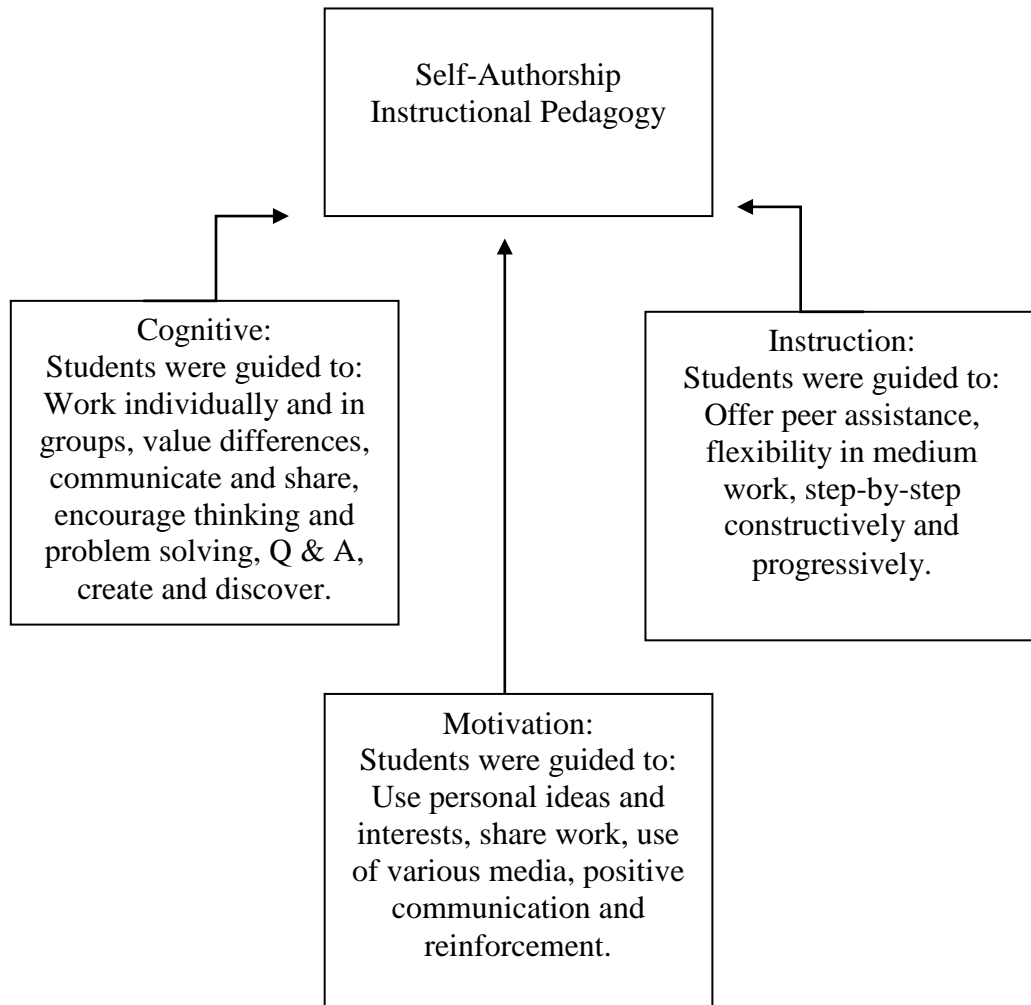 Self-Authorship
Instructional Pedagogy
Cognitive:
Students were guided to:
Work individually and in
groups, value differences,
communicate and share,
encourage thinking and
problem solving, Q & A,
create and discover.
Instruction:
Students were guided to:
Offer peer assistance,
flexibility in medium
work, step-by-step
constructively and
progressively.
Motivation:
Students were guided to:
Use personal ideas and
interests, share work, use
of various media, positive
communication and
reinforcement.